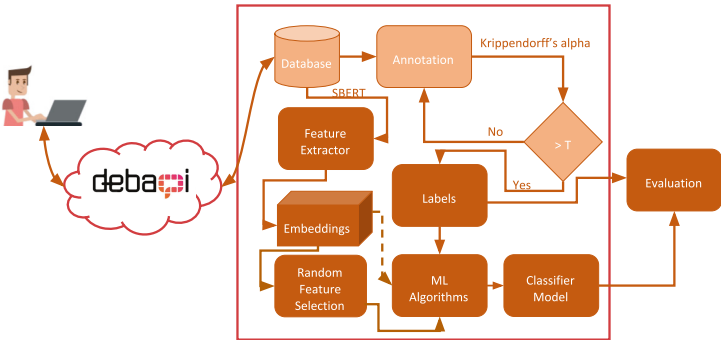 Krippendorff's alpha
Database
Annotation
SBERT
Feature
Extractor
No
> T
debaqi
Yes
Labels
Evaluation
Embeddings
Random
Feature
Selection
ML
Algorithms
Classifier
Model